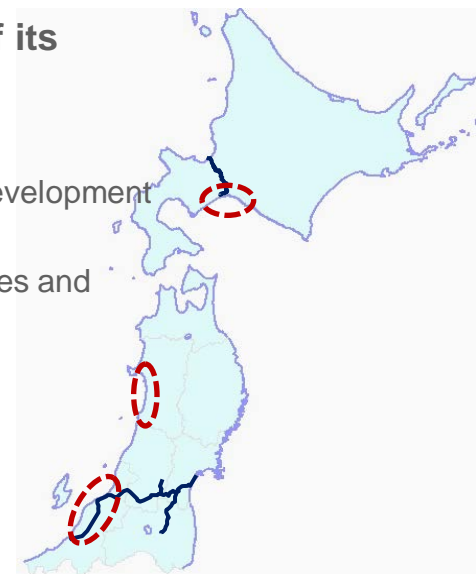 f its
evelopment
es and